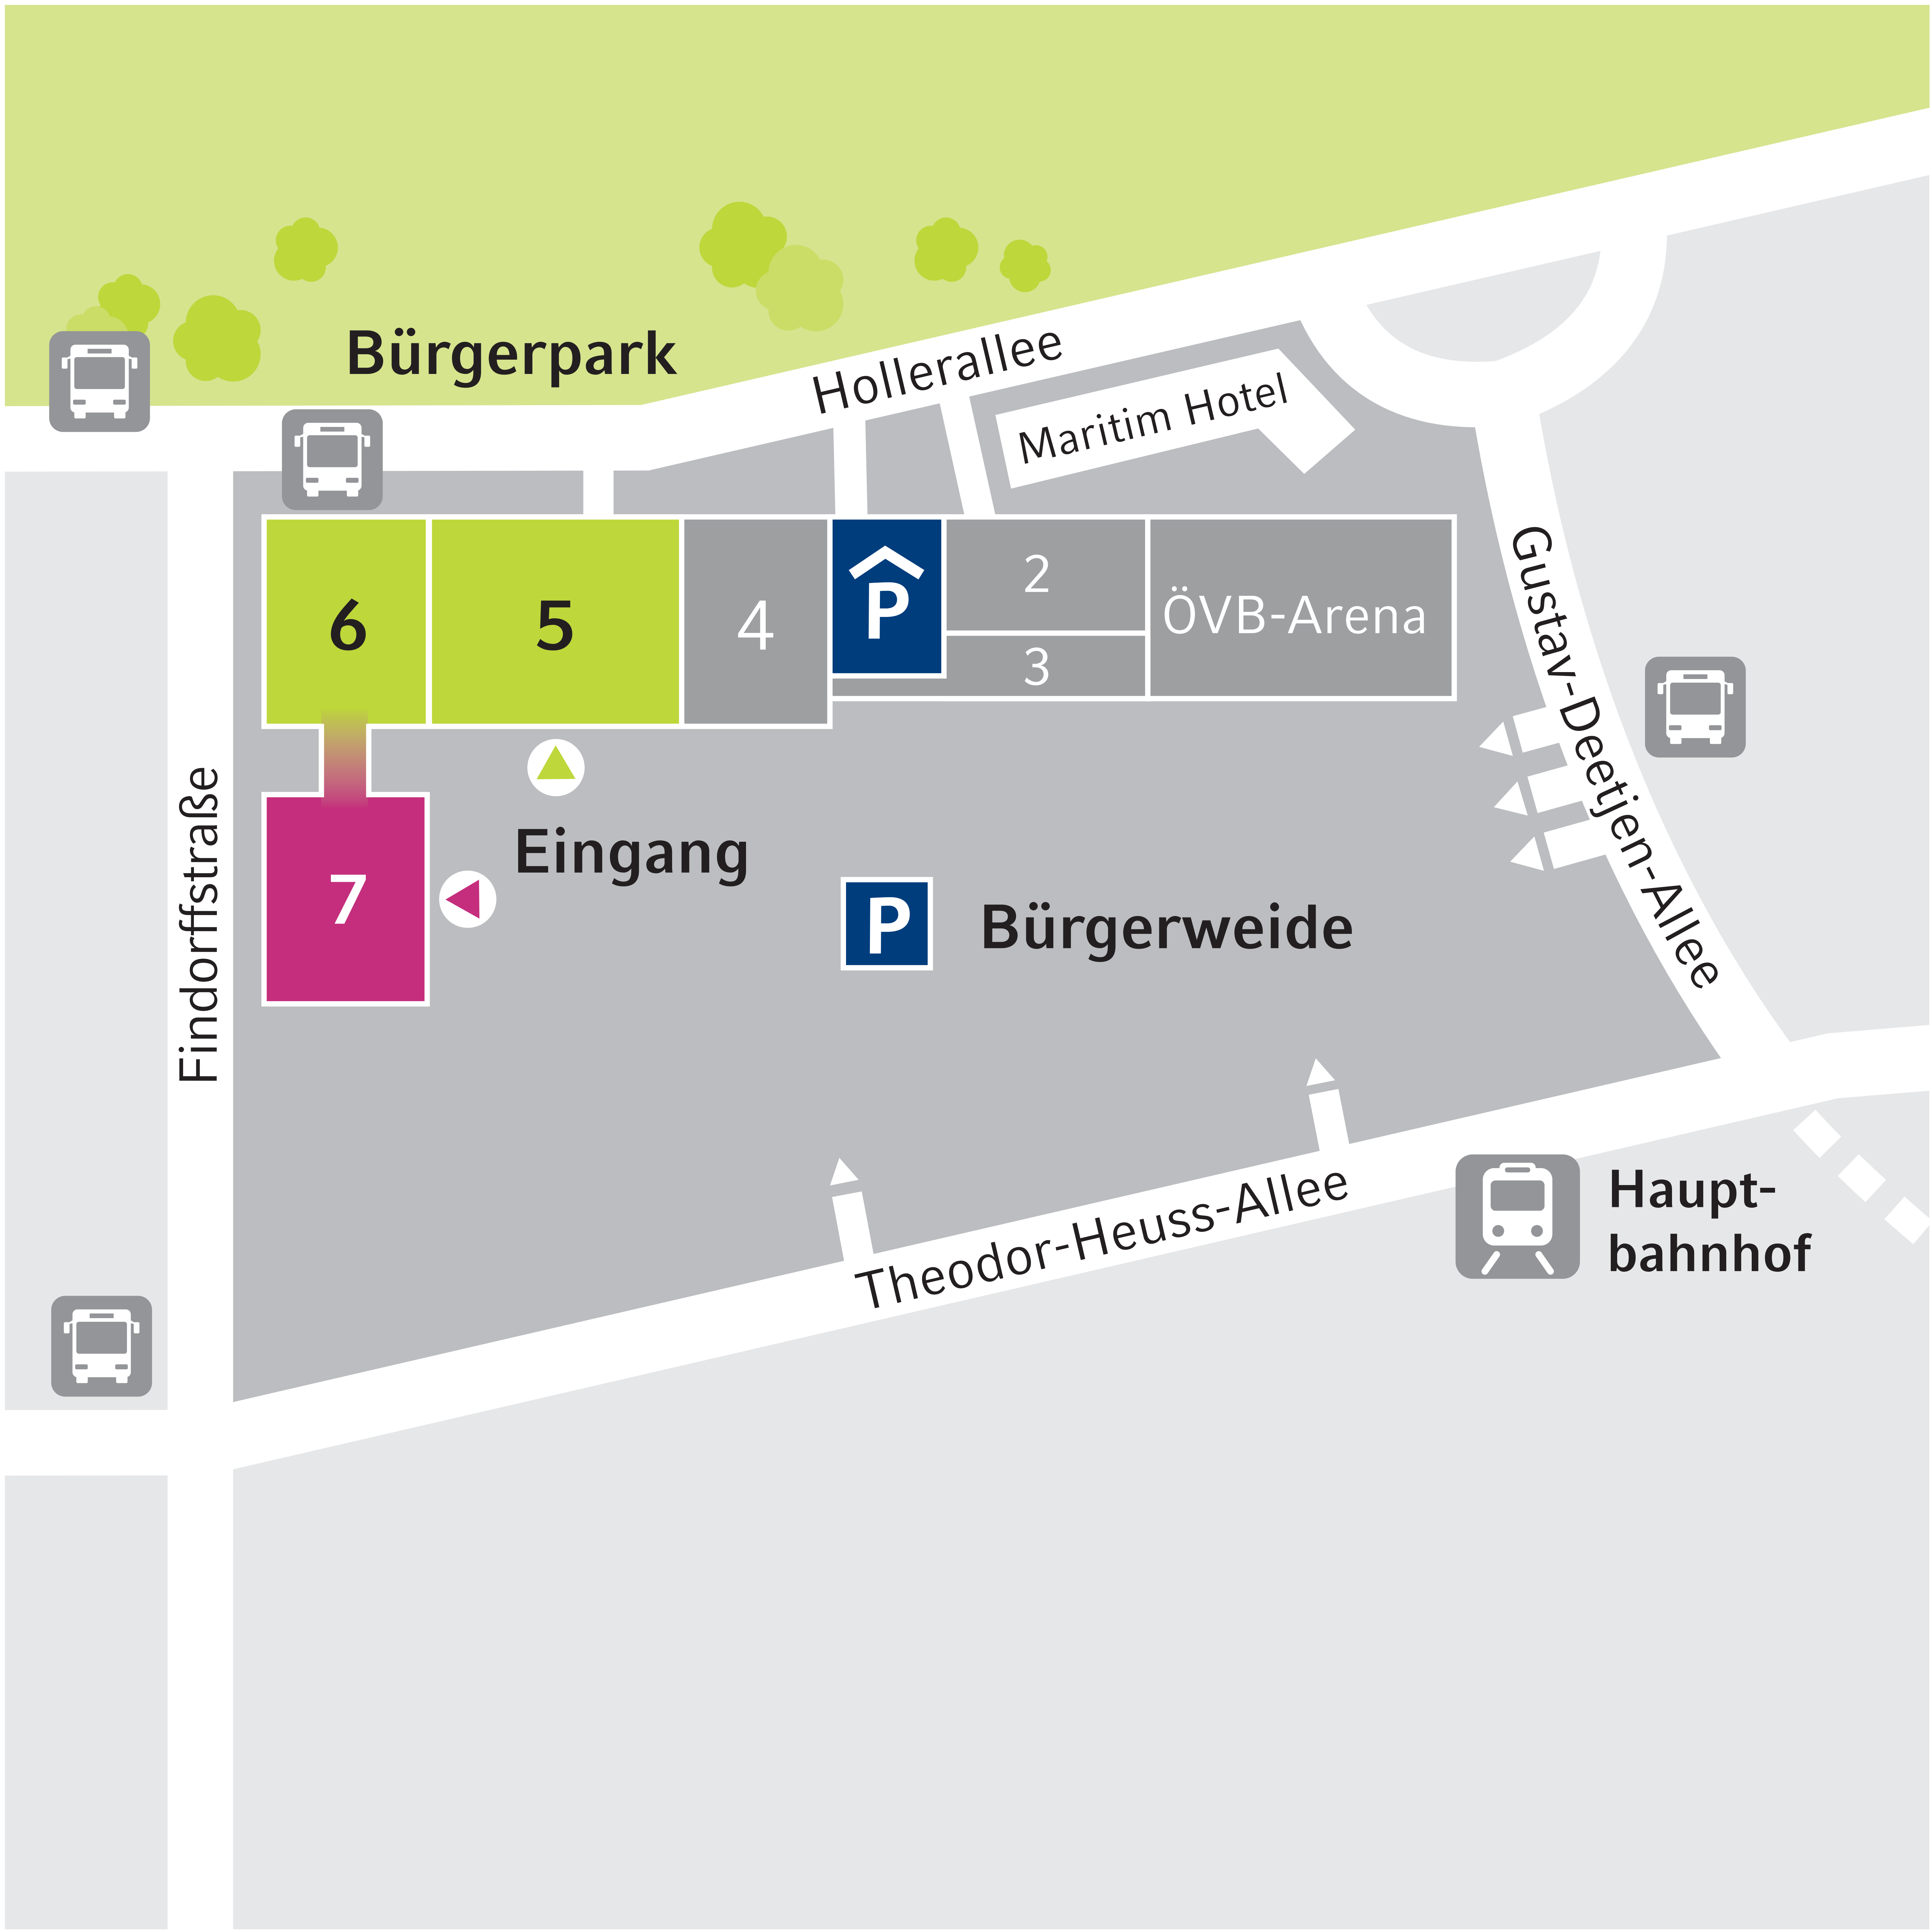 Bürgerpark
Hollerallee
Maritim Hotel
6
5
4
P
2
3
ÖVB-Arena
Gustav-Deetjen-Allee
Findorffstraße
7
Eingang
P
Bürgerweide
Theodor-Heuss-Allee
Haupt-
bahnhof